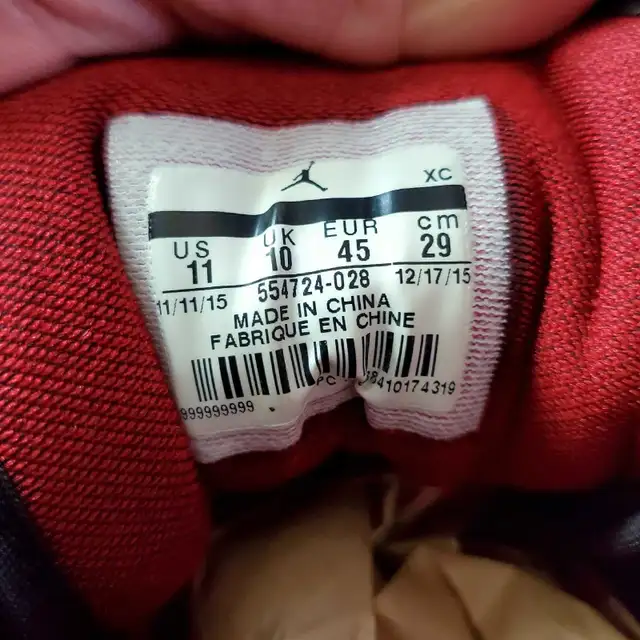 XC
US UK EUR cm
11 10 45 29
11/11/15 554724-028 12/17/15
MADE IN CHINA
FABRIQUE EN CHINE
999999999